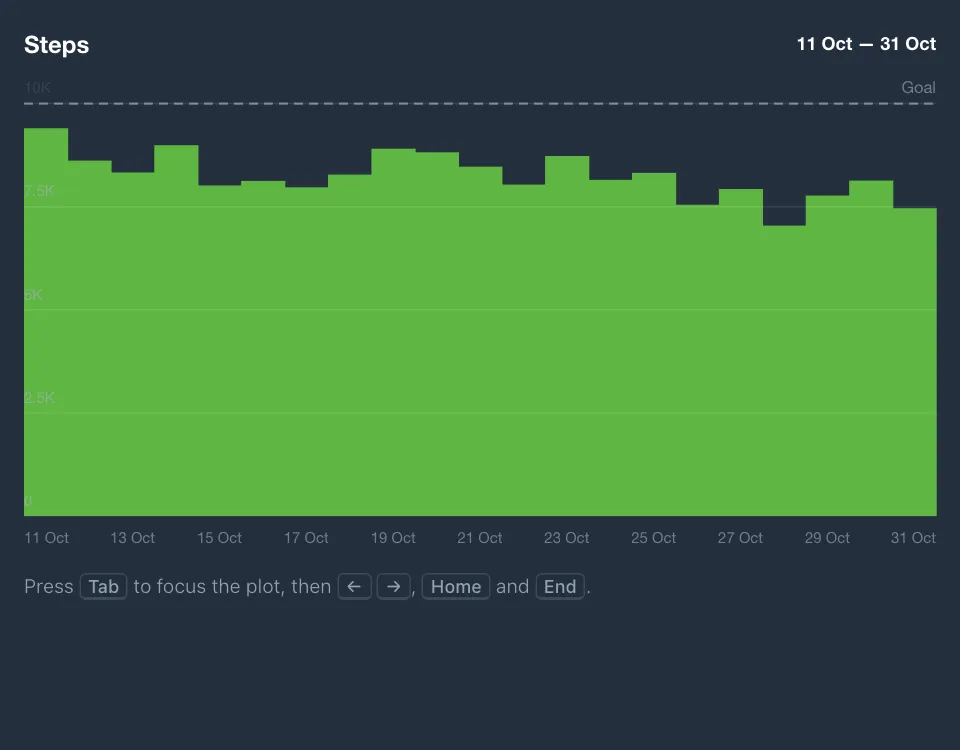 Steps
11 Oct — 31 Oct
10K
Goal
7.5K
5K
2.5K
0
11 Oct 13 Oct 15 Oct 17 Oct 19 Oct 21 Oct 23 Oct 25 Oct 27 Oct 29 Oct 31 Oct
Press Tab to focus the plot, then ← →, Home and End.